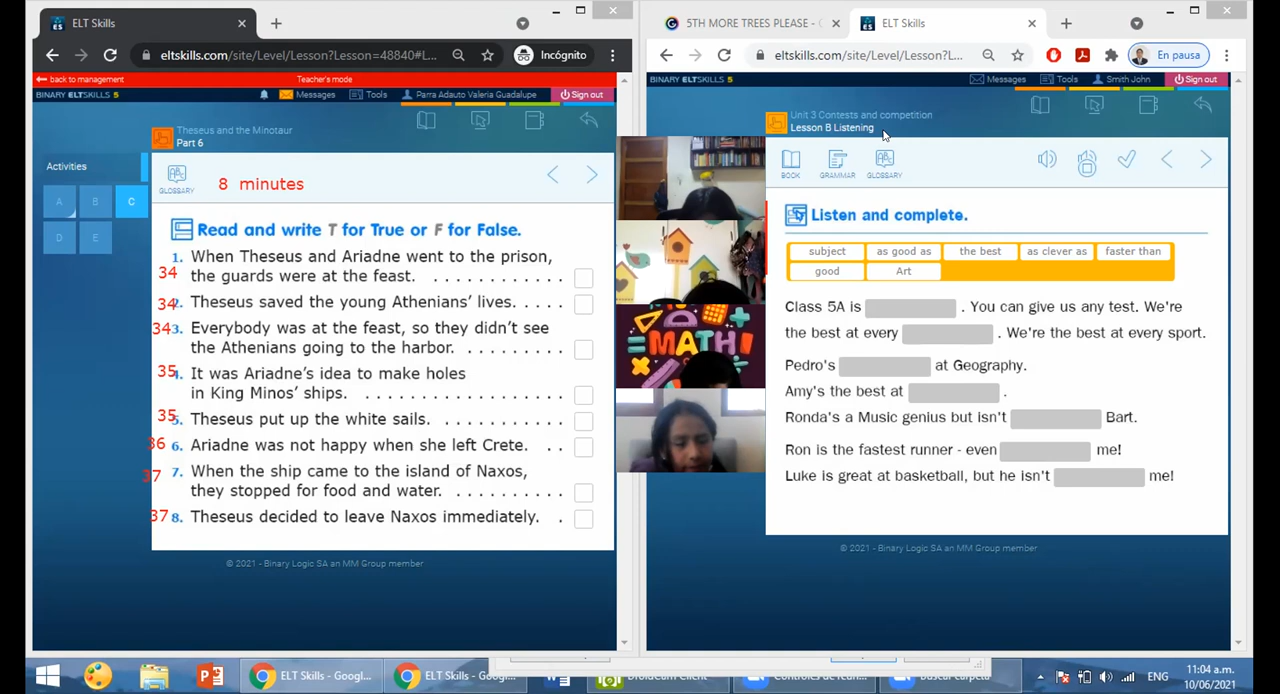 ELT Skills
eltskills.com/site/Level/Lesson?Lesson=48840#L...
Incógnito
back to management
Teacher's mode
BINARY ELTSKILLS 5
Messages
Tools
Parra Adauto Valeria Guadalupe
Sign out
Theseus and the Minotaur
Part 6
Activities
A
B
C
D
E
ABC
GLOSSARY
8 minutes
Read and write T for True or F for False.
34 1. When Theseus and Ariadne went to the prison,
the guards were at the feast. . . . . . . . . . . . .
34 2. Theseus saved the young Athenians' lives. . . . . .
34 3. Everybody was at the feast, so they didn't see
the Athenians going to the harbor. . . . . . . . . .
35 4. It was Ariadne's idea to make holes
in King Minos' ships. . . . . . . . . . . . . . . . . .
35 5. Theseus put up the white sails. . . . . . . . . . . .
36 6. Ariadne was not happy when she left Crete. . .
37 7. When the ship came to the island of Naxos,
they stopped for food and water. . . . . . . . . . .
37 8. Theseus decided to leave Naxos immediately. .
© 2021 - Binary Logic SA an MM Group member
MATH
5TH MORE TREES PLEASE -
ELT Skills
eltskills.com/site/Level/Lesson?L...
En pausa
BINARY ELTSKILLS 5
Messages
Tools
Smith John
Sign out
Unit 3 Contests and competition
Lesson B Listening
BOOK
GRAMMAR
ABC
GLOSSARY
Listen and complete.
subject
as good as
the best
as clever as
faster than
good
Art
Class 5A is . You can give us any test. We're
the best at every . We're the best at every sport.
Pedro's at Geography.
Amy's the best at .
Ronda's a Music genius but isn't Bart.
Ron is the fastest runner - even me!
Luke is great at basketball, but he isn't me!
© 2021 - Binary Logic SA an MM Group member
ELT Skills - Googl...
ELT Skills - Googl...
DroidCam Client
Controles de reun...
Buscar carpeta
ENG
11:04 a.m.
10/06/2021